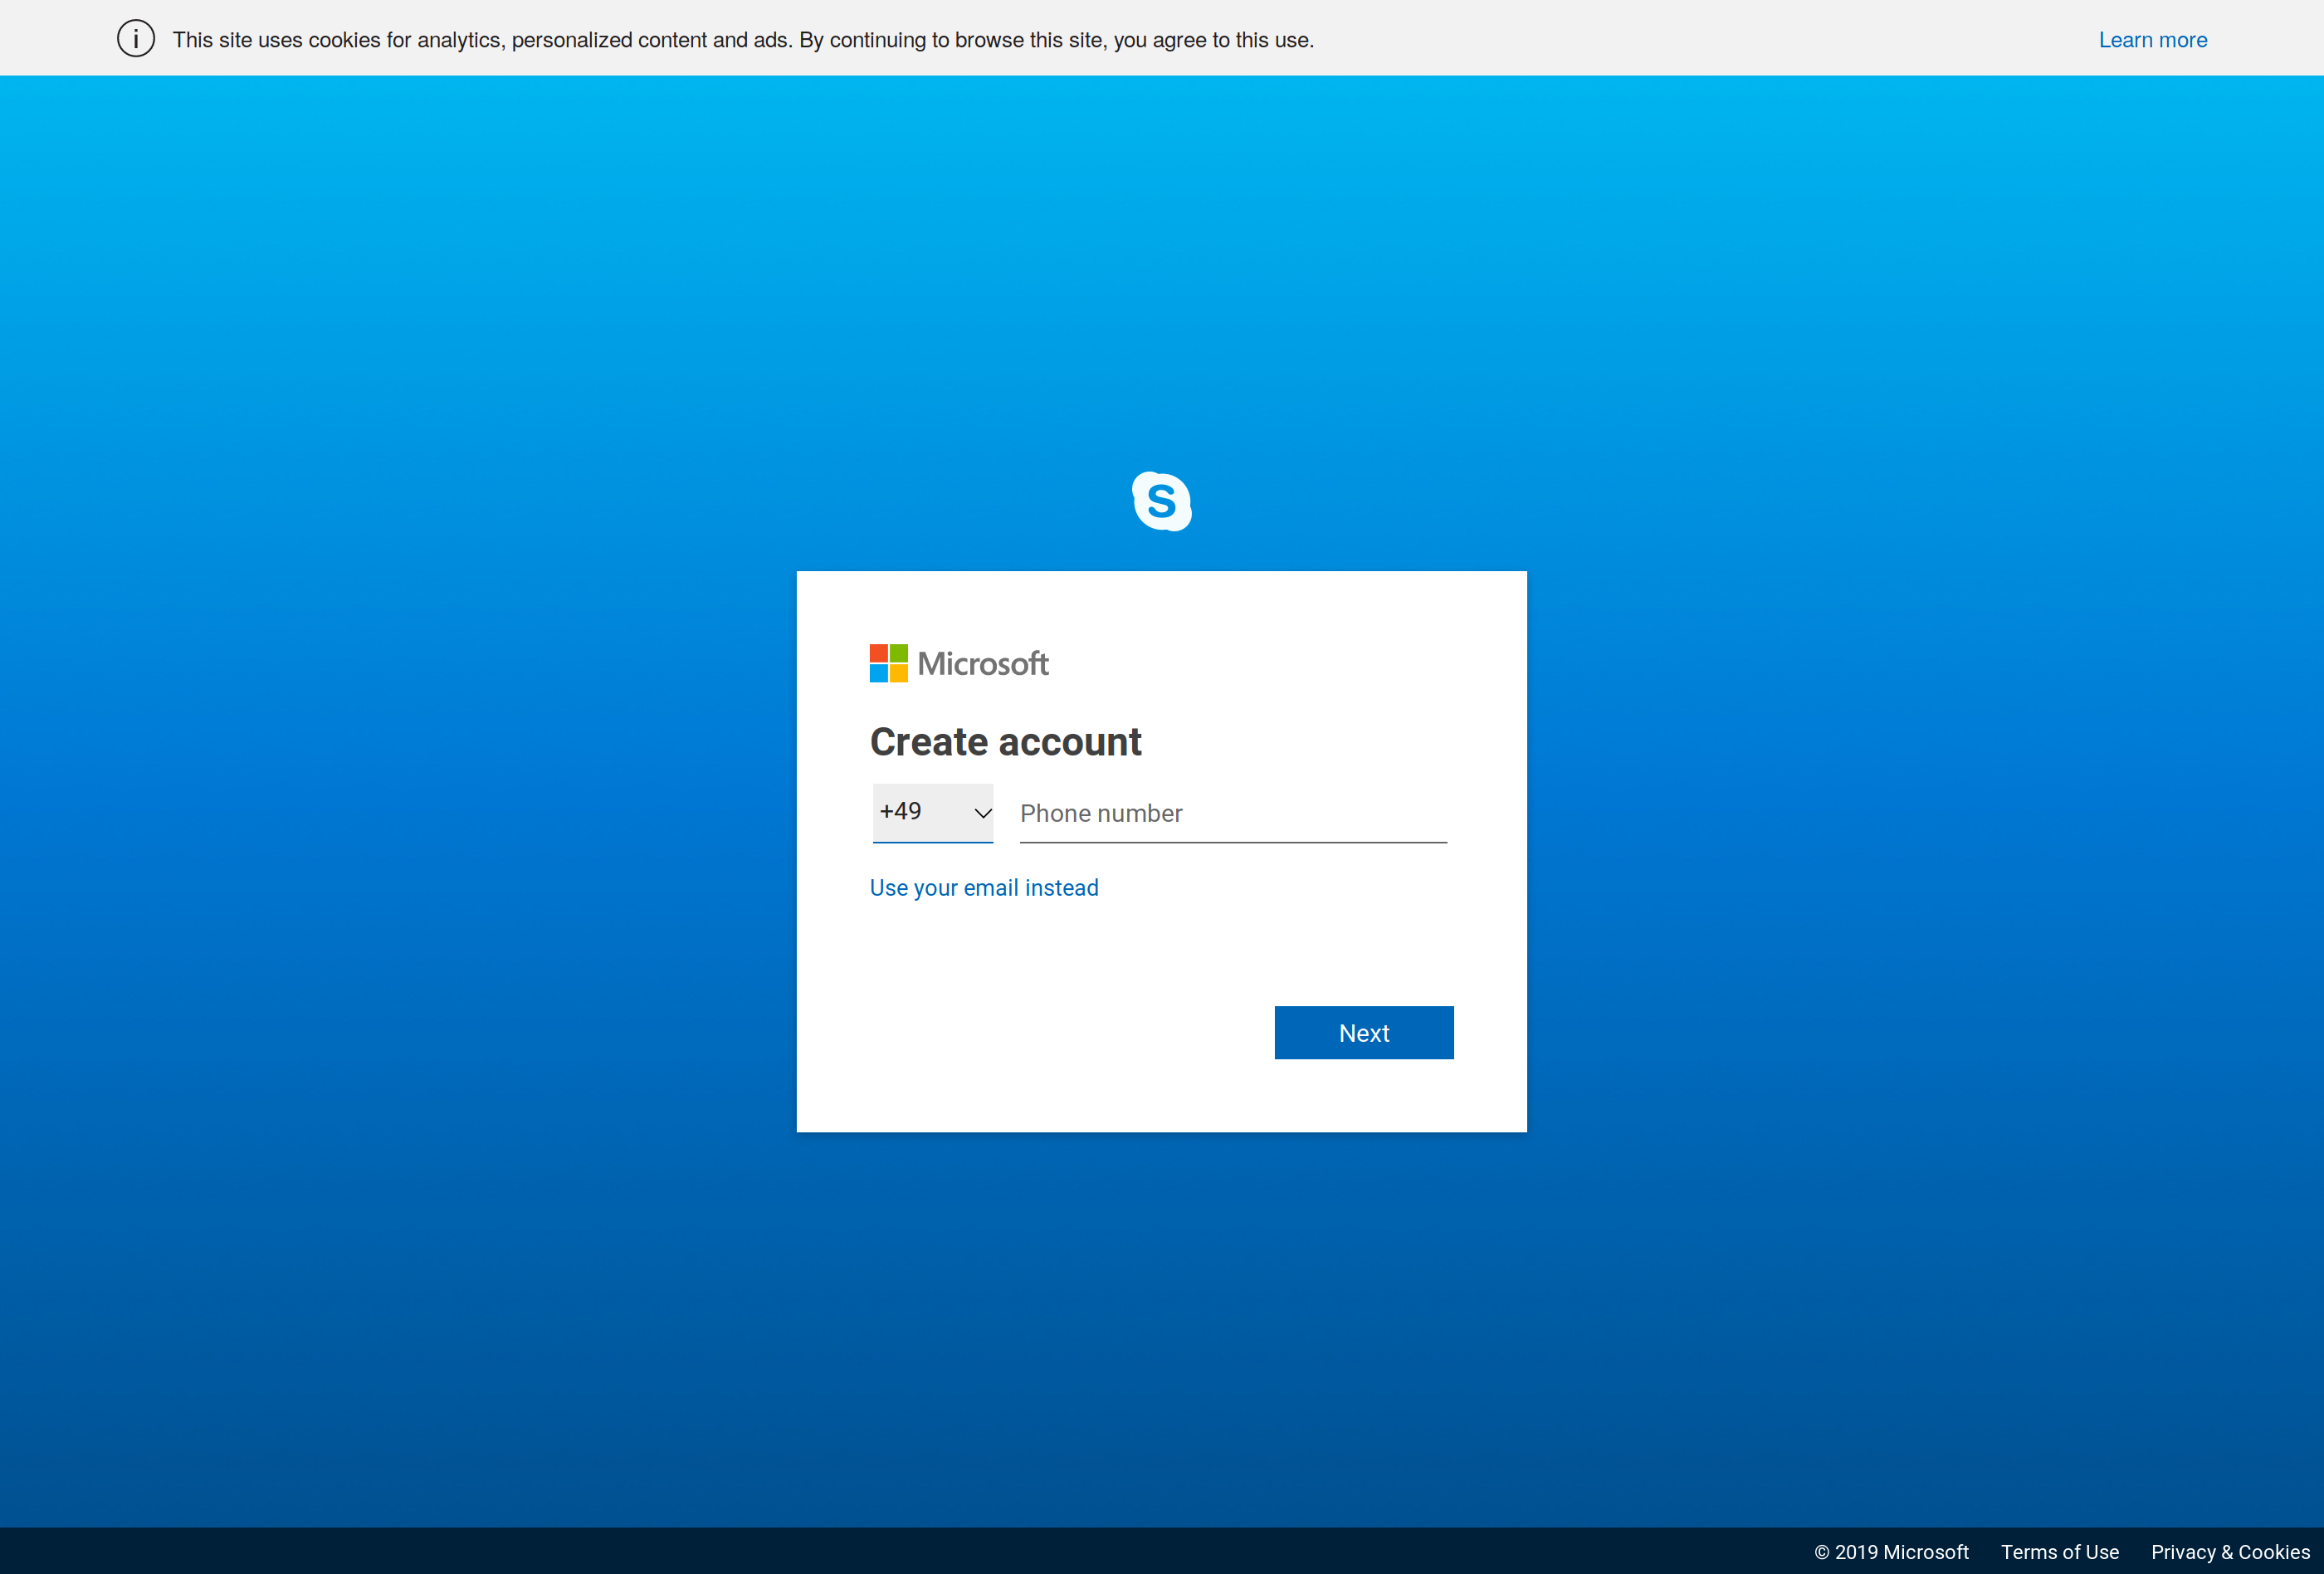 This site uses cookies for analytics, personalized content and ads. By continuing to browse this site, you agree to this use.
Learn more
Microsoft
Create account
+49
Phone number
Use your email instead
Next
© 2019 Microsoft Terms of Use Privacy & Cookies